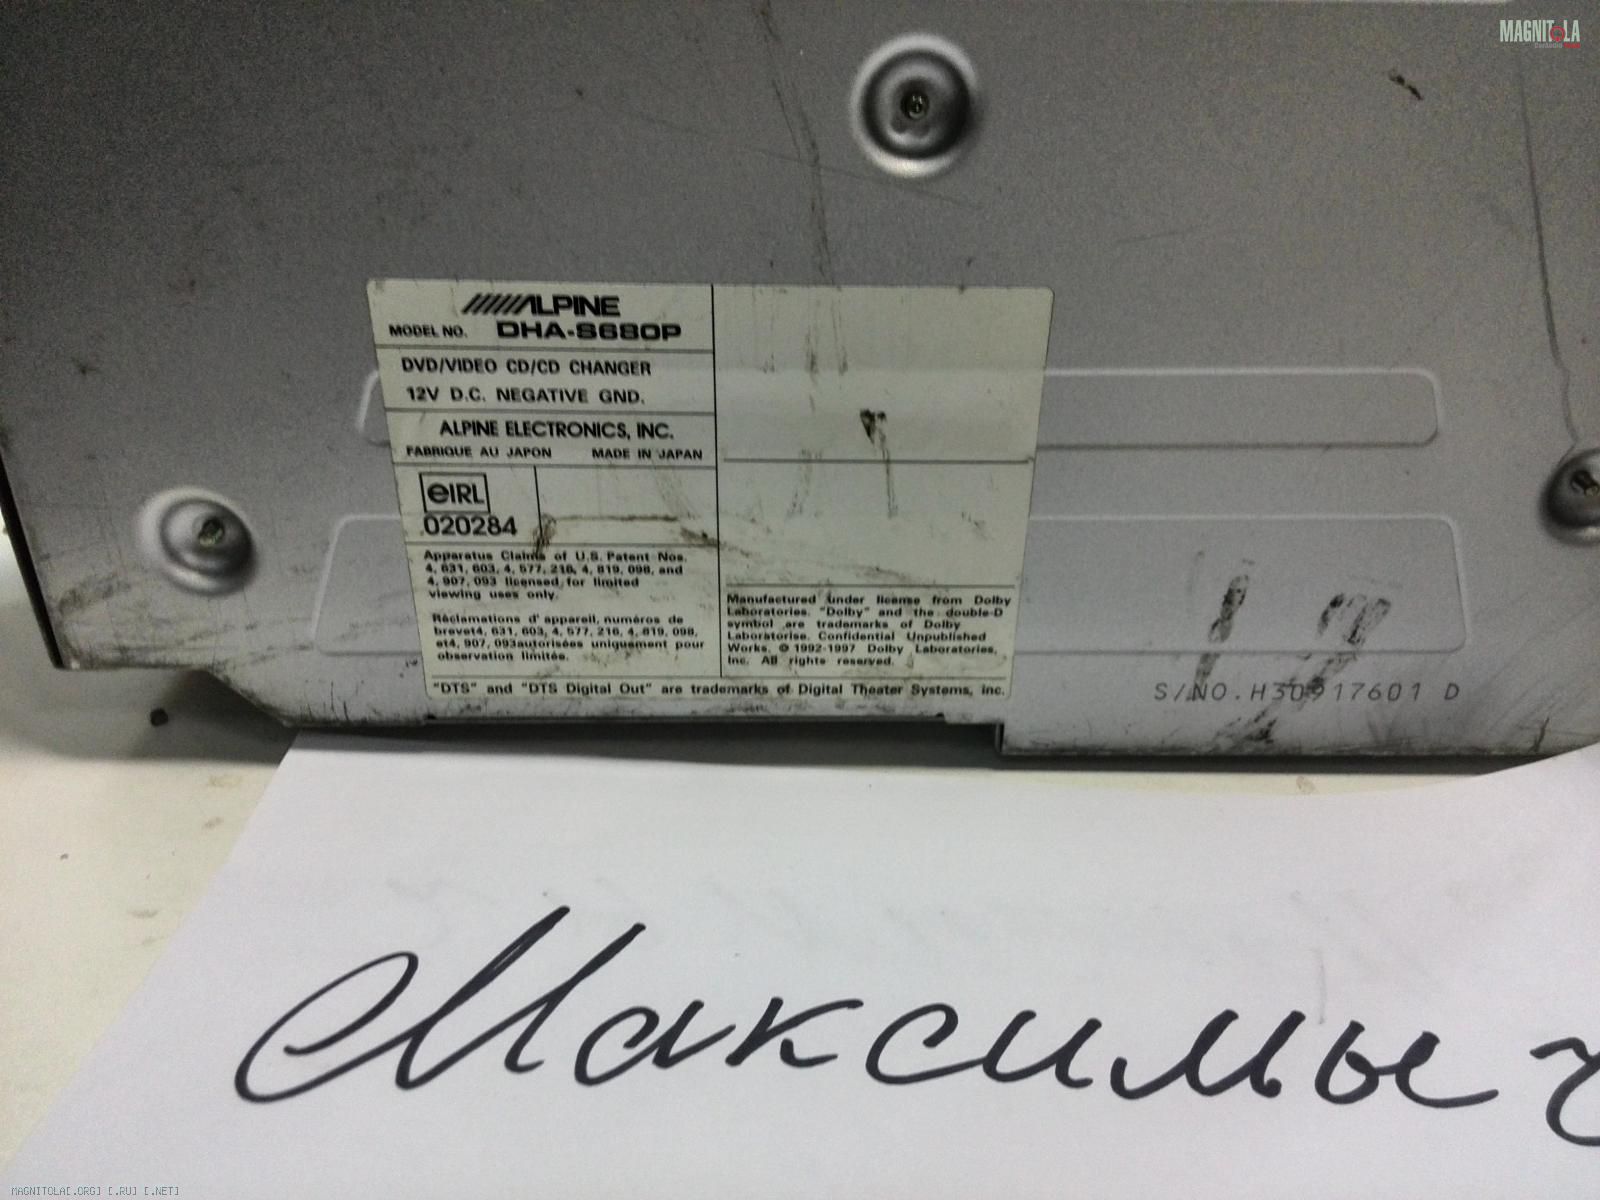 MAGNITOLA
ALPINE
MODEL NO. DHA-S680P
DVD/VIDEO CD/CD CHANGER
12V D.C. NEGATIVE GND.
ALPINE ELECTRONICS, INC.
FABRIQUE AU JAPON MADE IN JAPAN
eIRL
020284
Apparatus Claims of U.S. Patent Nos.
4, 631, 603, 4, 577, 216, 4, 819, 098, and
4, 907, 093 licensed for limited
viewing uses only.
Réclamations d' appareil, numéros de
brevet4, 631, 603, 4, 577, 216, 4, 819, 098,
et4, 907, 093autorisées uniquement pour
observation limitée.
Manufactured under license from Dolby
Laboratories. "Dolby" and the double-D
symbol are trademarks of Dolby
Laboratorise. Confidential Unpublished
Works. © 1992-1997 Dolby Laboratories,
Inc. All rights reserved.
"DTS" and "DTS Digital Out" are trademarks of Digital Theater Systems, Inc.
S/NO.H30917601 D
Максимы
MAGNITOLA[.ORG] [.RU] [.NET]